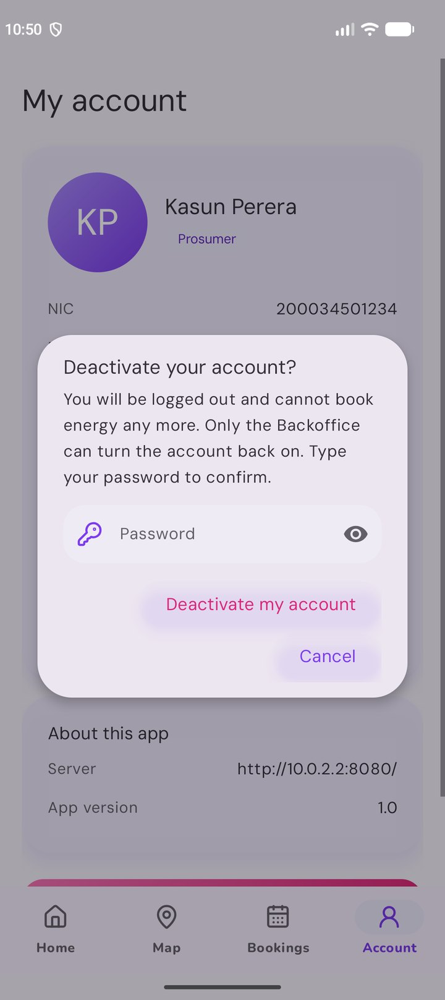 10:50
My account
KP
Kasun Perera
Prosumer
NIC 200034501234
Deactivate your account?
You will be logged out and cannot book
energy any more. Only the Backoffice
can turn the account back on. Type
your password to confirm.
Password
Deactivate my account
Cancel
About this app
Server http://10.0.2.2:8080/
App version 1.0
Home Map Bookings Account